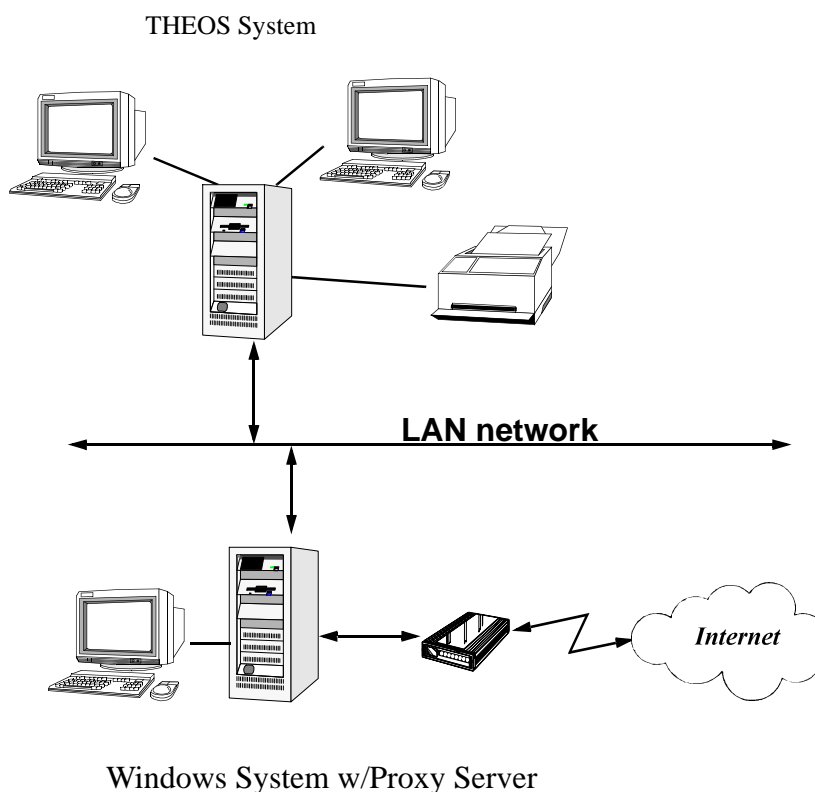 THEOS System
LAN network
Internet
Windows System w/Proxy Server